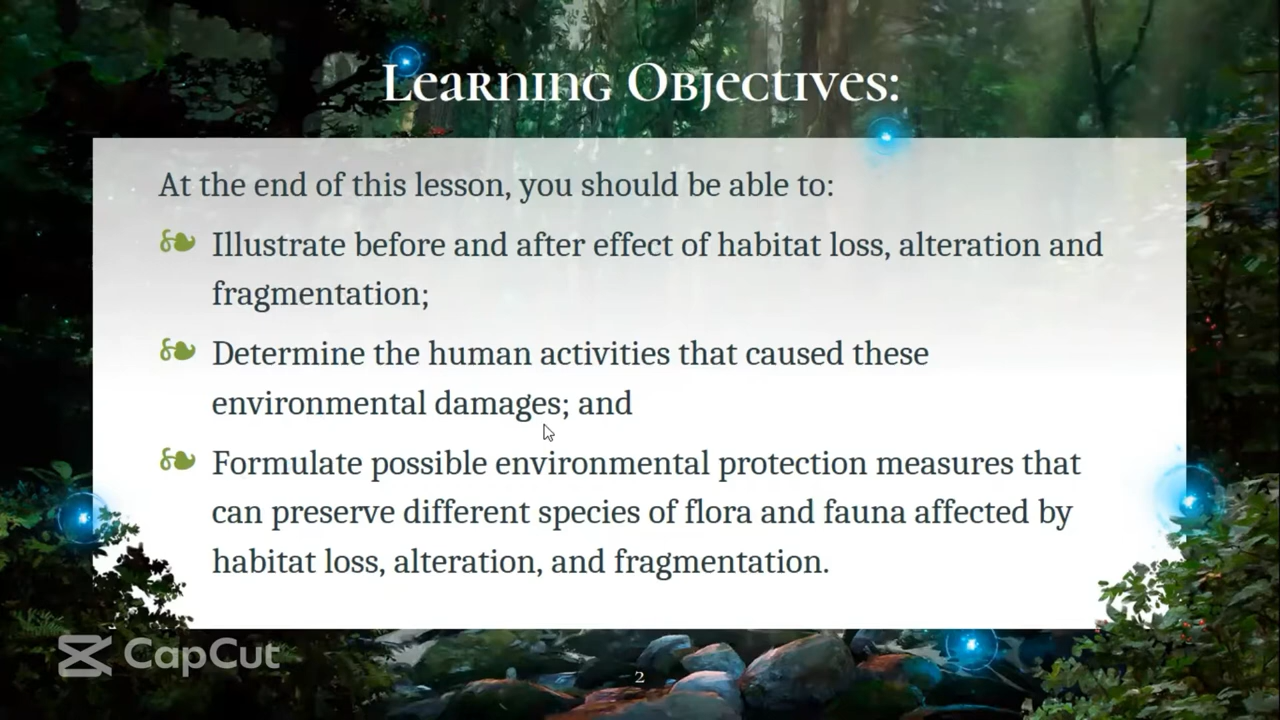 Learning Objectives:
At the end of this lesson, you should be able to:
Illustrate before and after effect of habitat loss, alteration and
fragmentation;
Determine the human activities that caused these
environmental damages; and
Formulate possible environmental protection measures that
can preserve different species of flora and fauna affected by
habitat loss, alteration, and fragmentation.
CapCut
2